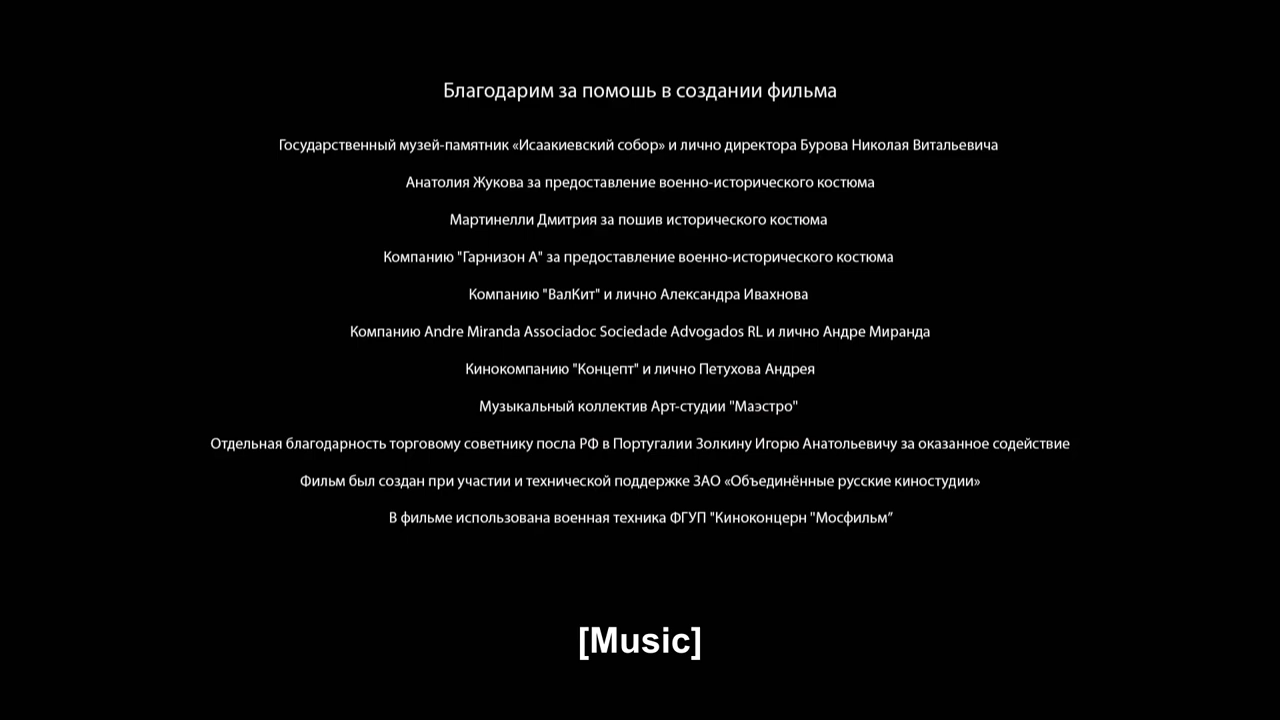 Благодарим за помошь в создании фильма
Государственный музей-памятник «Исаакиевский собор» и лично директора Бурова Николая Витальевича
Анатолия Жукова за предоставление военно-исторического костюма
Мартинелли Дмитрия за пошив исторического костюма
Компанию "Гарнизон А" за предоставление военно-исторического костюма
Компанию "ВалКит" и лично Александра Ивахнова
Компанию Andre Miranda Associadoc Sociedade Advogados RL и лично Андре Миранда
Кинокомпанию "Концепт" и лично Петухова Андрея
Музыкальный коллектив Арт-студии "Маэстро"
Отдельная благодарность торговому советнику посла РФ в Португалии Золкину Игорю Анатольевичу за оказанное содействие
Фильм был создан при участии и технической поддержке ЗАО «Объединённые русские киностудии»
В фильме использована военная техника ФГУП "Киноконцерн "Мосфильм”
[Music]